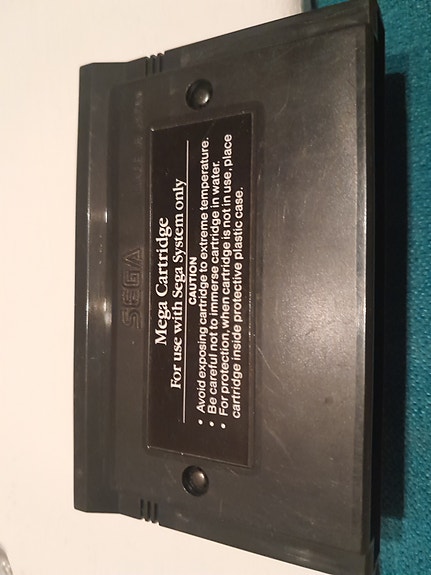 SEGA
Mega Cartridge
For use with Sega System only
CAUTION
• Avoid exposing cartridge to extreme temperature.
• Be careful not to immerse cartridge in water.
• For protection, when cartridge is not in use, place
cartridge inside protective plastic case.